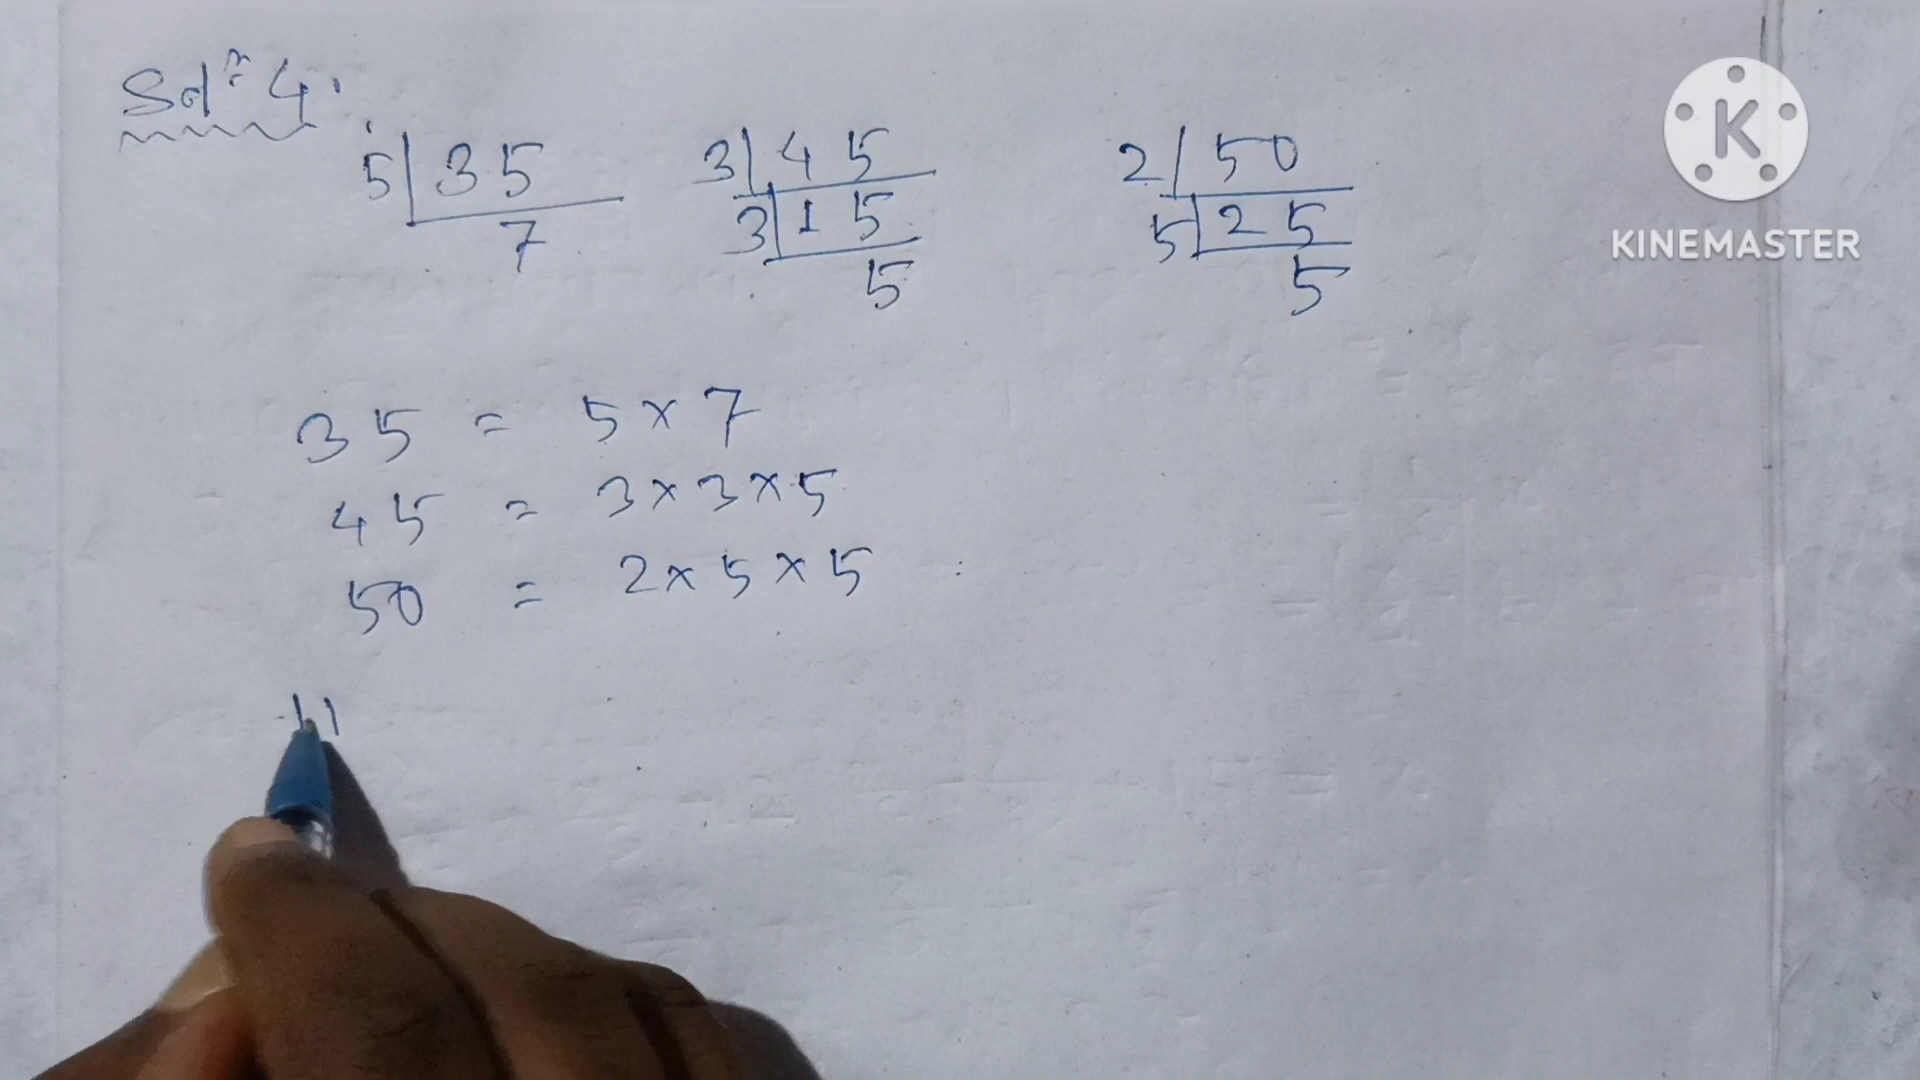 Solⁿ 4.
5 | 35
7
3 | 45
3 | 15
5
2 | 50
5 | 25
5
35 = 5 × 7
45 = 3 × 3 × 5
50 = 2 × 5 × 5
K
KINEMASTER